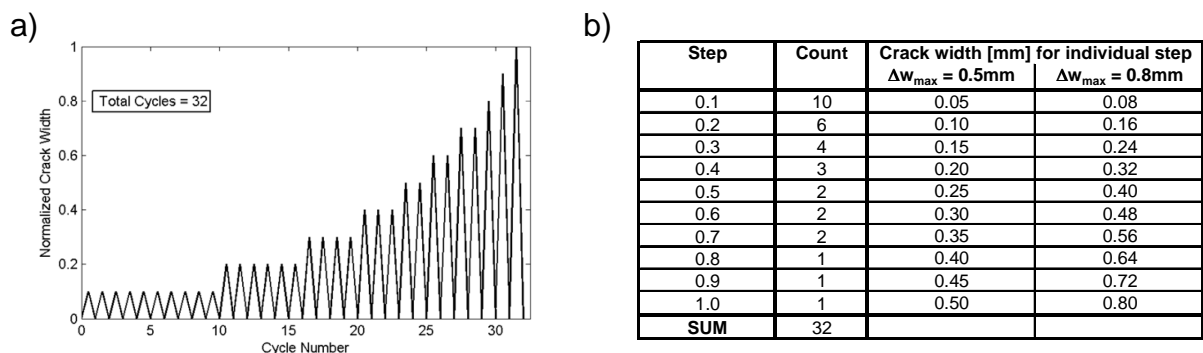 a)
1
0.8
0.6
0.4
0.2
0
Normalized Crack Width
Total Cycles = 32
0 5 10 15 20 25 30
Cycle Number
b)
Step Count Crack width [mm] for individual step
Δwmax = 0.5mm Δwmax = 0.8mm
0.1 10 0.05 0.08
0.2 6 0.10 0.16
0.3 4 0.15 0.24
0.4 3 0.20 0.32
0.5 2 0.25 0.40
0.6 2 0.30 0.48
0.7 2 0.35 0.56
0.8 1 0.40 0.64
0.9 1 0.45 0.72
1.0 1 0.50 0.80
SUM 32